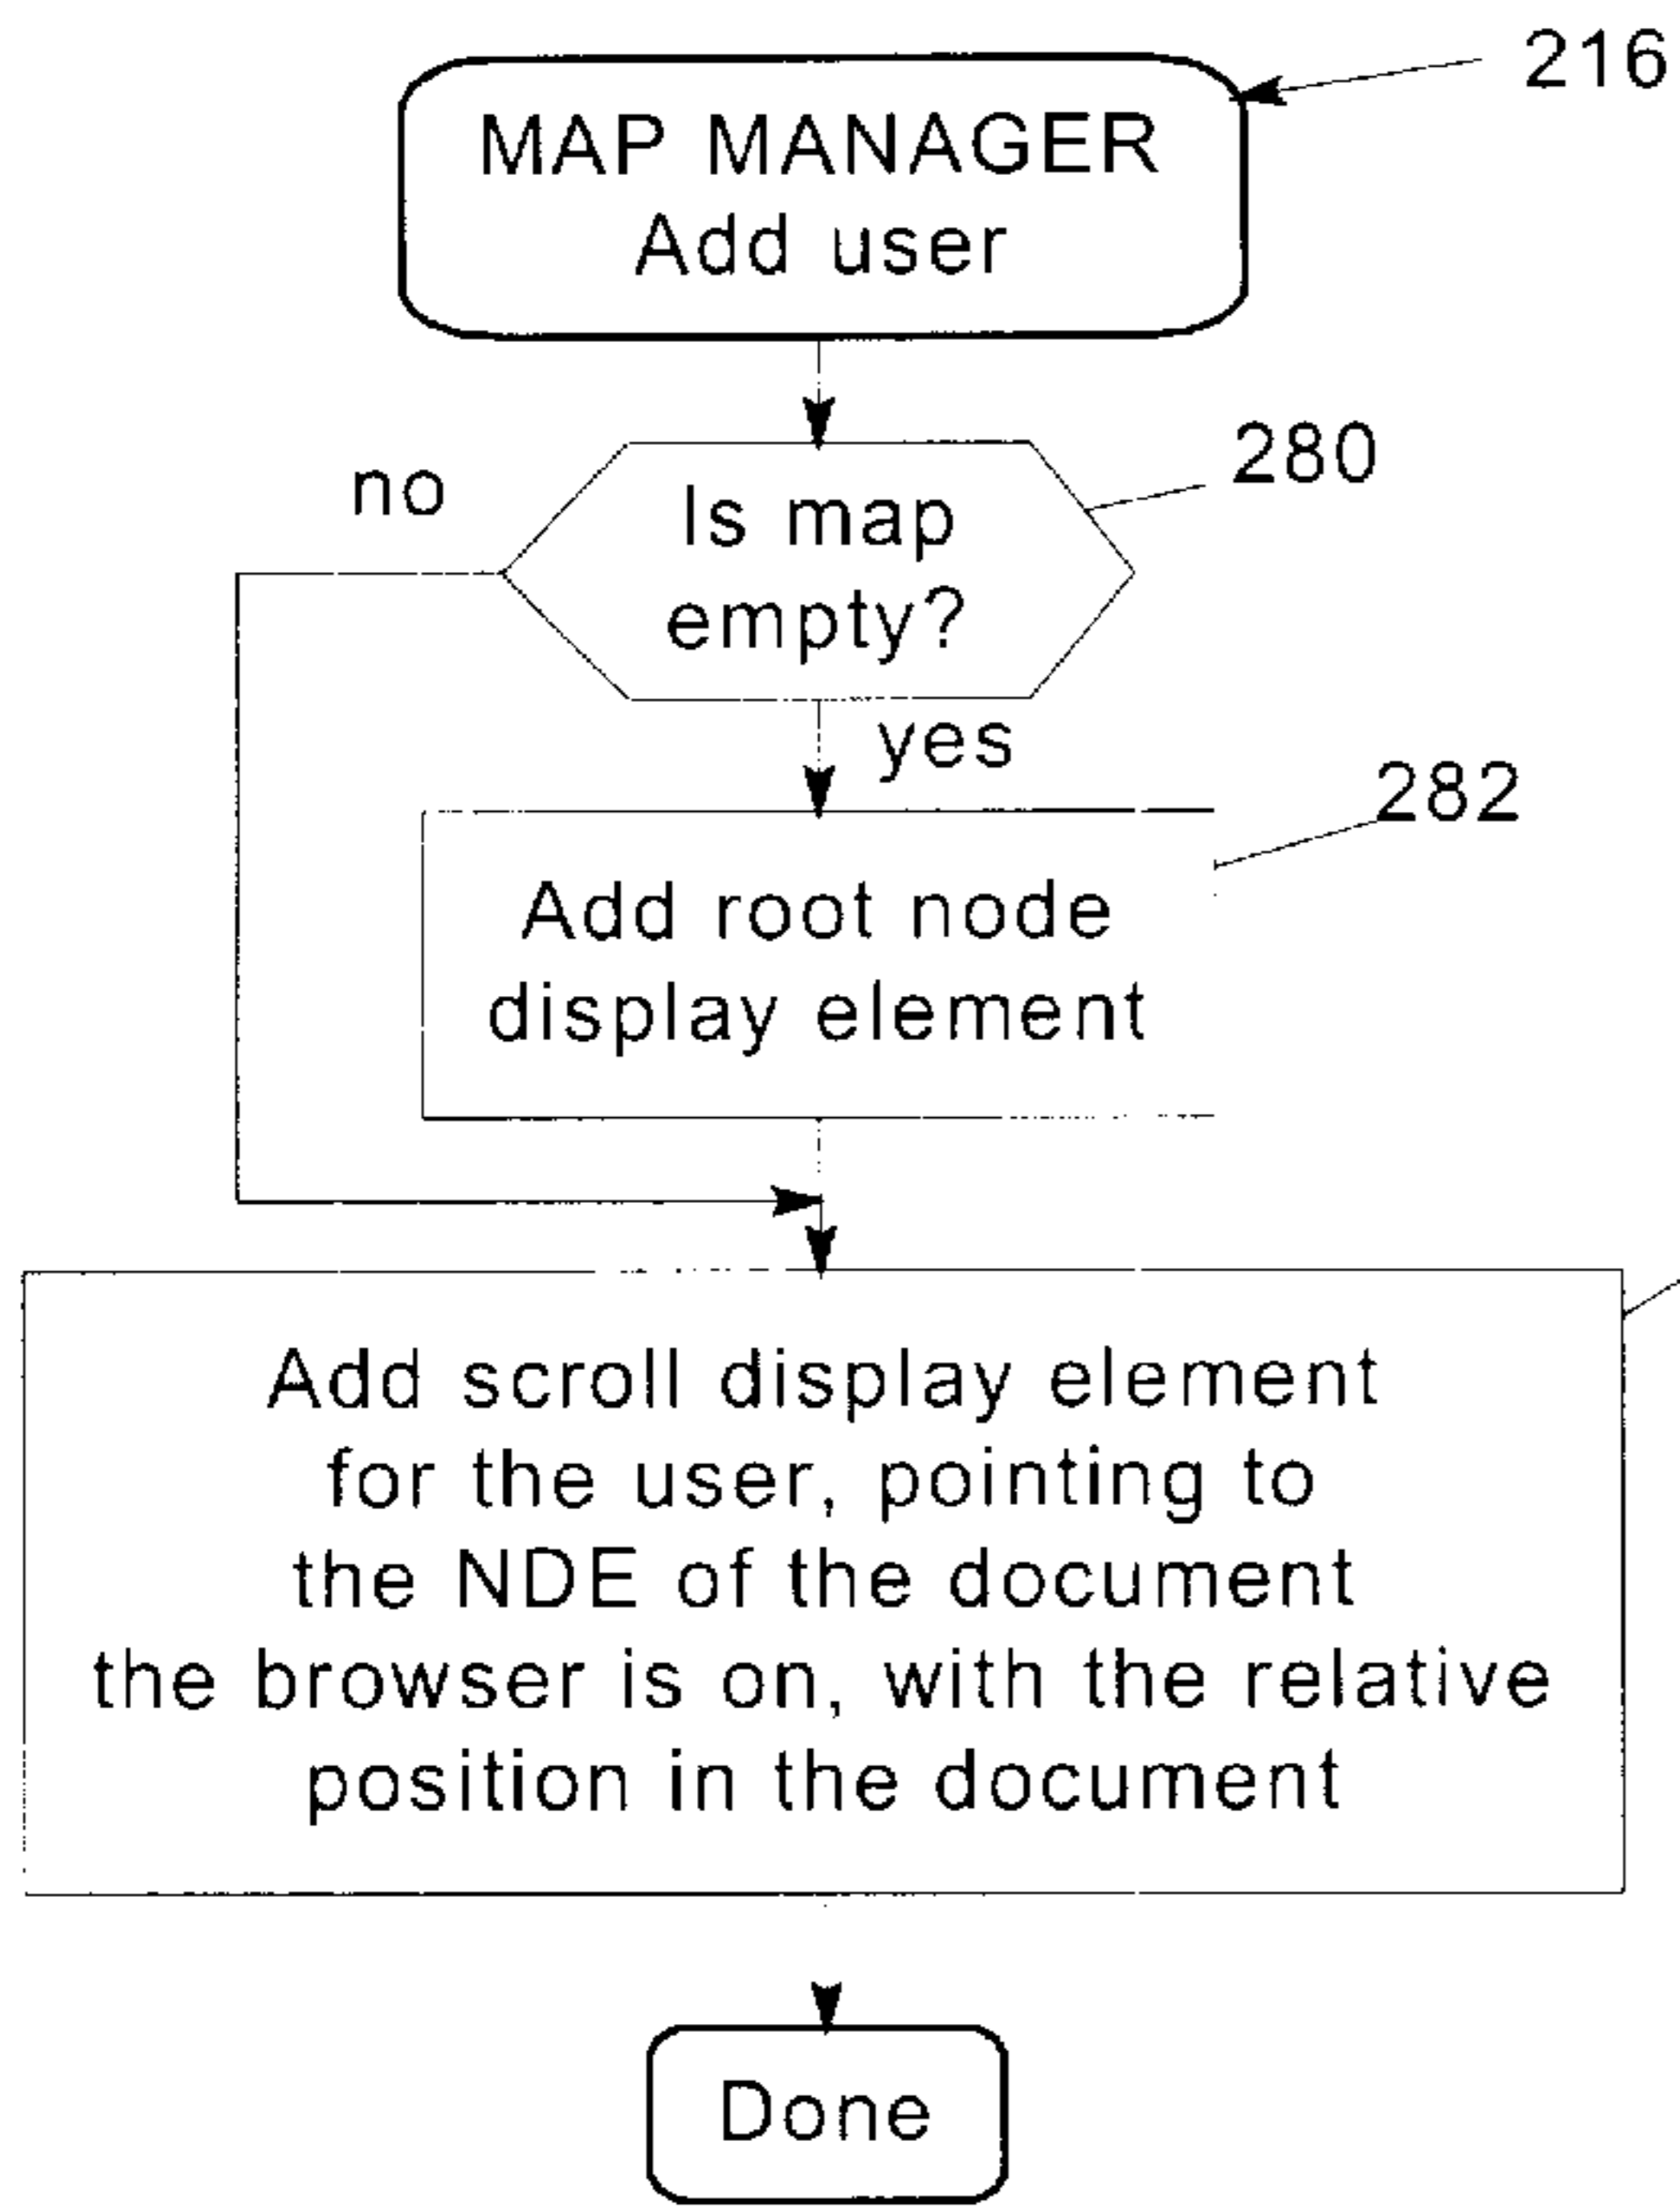 216
MAP MANAGER
Add user
280
no
Is map
empty?
yes
282
Add root node
display element
Add scroll display element
for the user, pointing to
the NDE of the document
the browser is on, with the relative
position in the document
Done